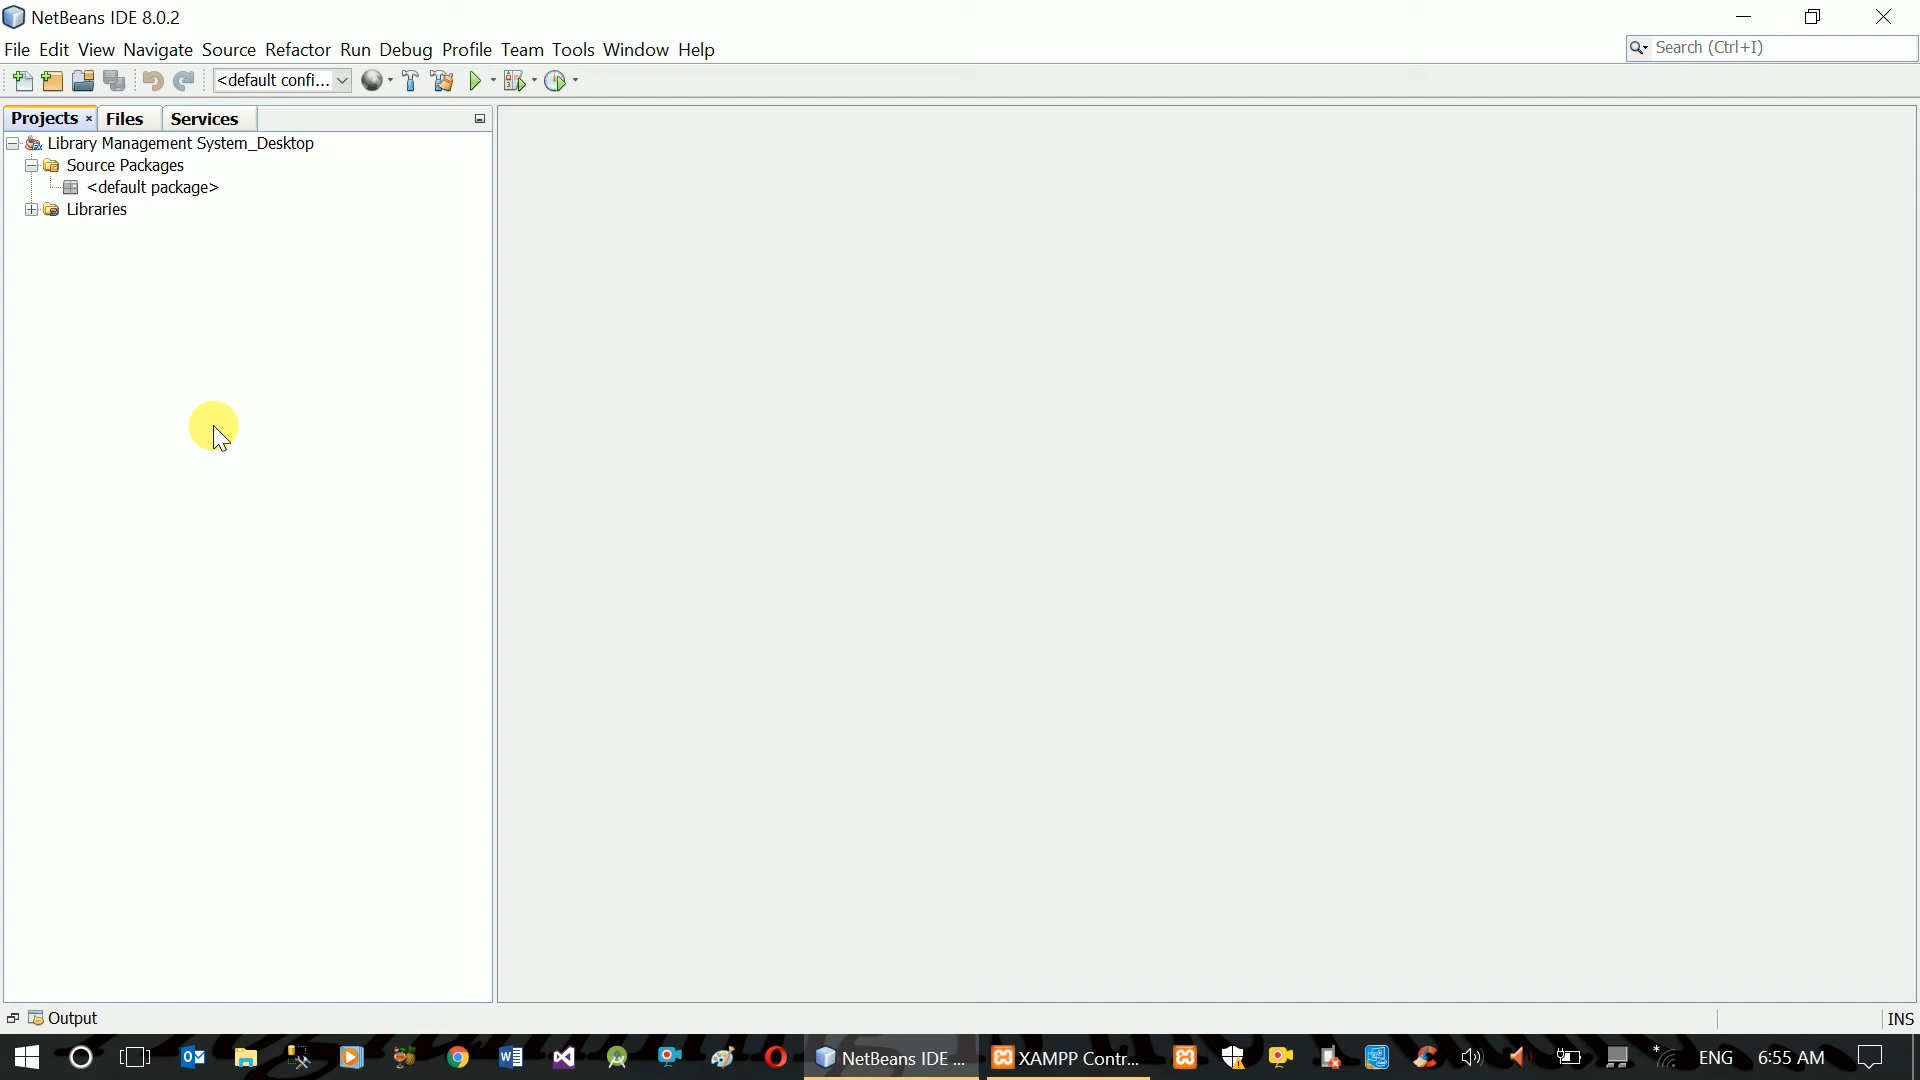 NetBeans IDE 8.0.2
File Edit View Navigate Source Refactor Run Debug Profile Team Tools Window Help
Search (Ctrl+I)
<default confi...
Projects Files Services
Library Management System_Desktop
Source Packages
<default package>
Libraries
Output
INS
NetBeans IDE ...
XAMPP Contr...
ENG
6:55 AM